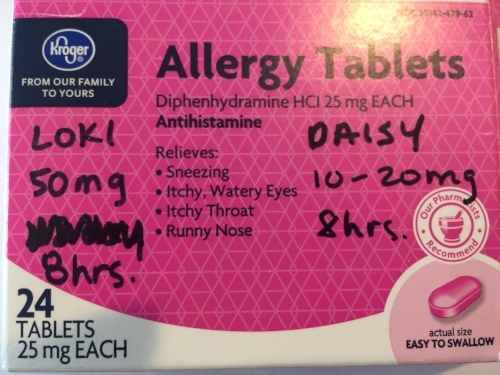 Kroger
FROM OUR FAMILY
TO YOURS
Allergy Tablets
Diphenhydramine HCl 25 mg EACH
Antihistamine
Relieves:
• Sneezing
• Itchy, Watery Eyes
• Itchy Throat
• Runny Nose
LOKI
50mg
8hrs.
DAISY
10-20mg
8hrs.
Our Pharmacists
Recommend
24
TABLETS
25 mg EACH
actual size
EASY TO SWALLOW